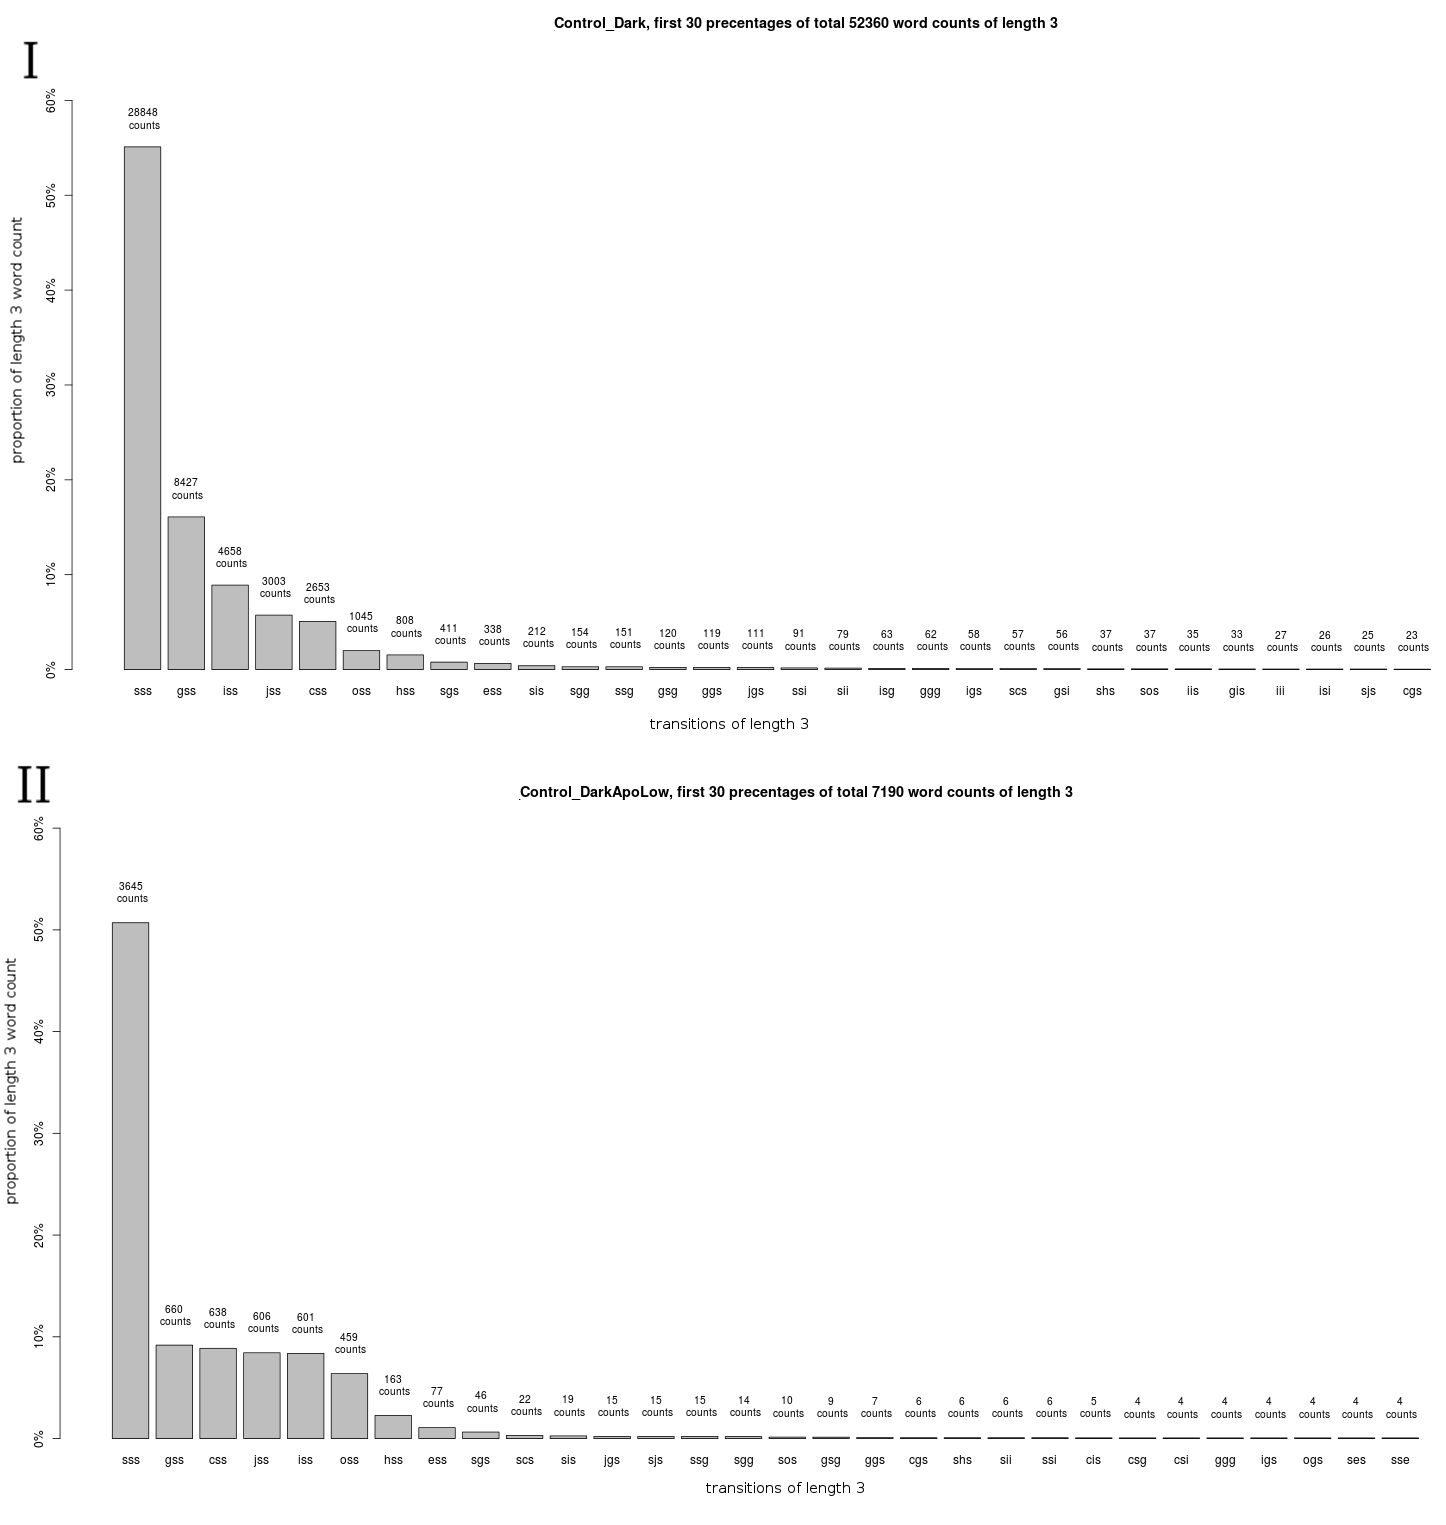 Control_Dark, first 30 precentages of total 52360 word counts of length 3
I
proportion of length 3 word count
60%
50%
40%
30%
20%
10%
0%
28848 counts
8427 counts
4658 counts
3003 counts
2653 counts
1045 counts
808 counts
411 counts
338 counts
212 counts
154 counts
151 counts
120 counts
119 counts
111 counts
91 counts
79 counts
63 counts
62 counts
58 counts
57 counts
56 counts
37 counts
37 counts
35 counts
33 counts
27 counts
26 counts
25 counts
23 counts
sss gss iss jss css oss hss sgs ess sis sgg ssg gsg ggs jgs ssi sii isg ggg igs scs gsi shs sos iis gis iii isi sjs cgs
transitions of length 3
II
Control_DarkApoLow, first 30 precentages of total 7190 word counts of length 3
proportion of length 3 word count
60%
50%
40%
30%
20%
10%
0%
3645 counts
660 counts
638 counts
606 counts
601 counts
459 counts
163 counts
77 counts
46 counts
22 counts
19 counts
15 counts
15 counts
15 counts
14 counts
10 counts
9 counts
7 counts
6 counts
6 counts
6 counts
6 counts
5 counts
4 counts
4 counts
4 counts
4 counts
4 counts
4 counts
4 counts
sss gss css jss iss oss hss ess sgs scs sis jgs sjs ssg sgg sos gsg ggs cgs shs sii ssi cis csg csi ggg igs ogs ses sse
transitions of length 3